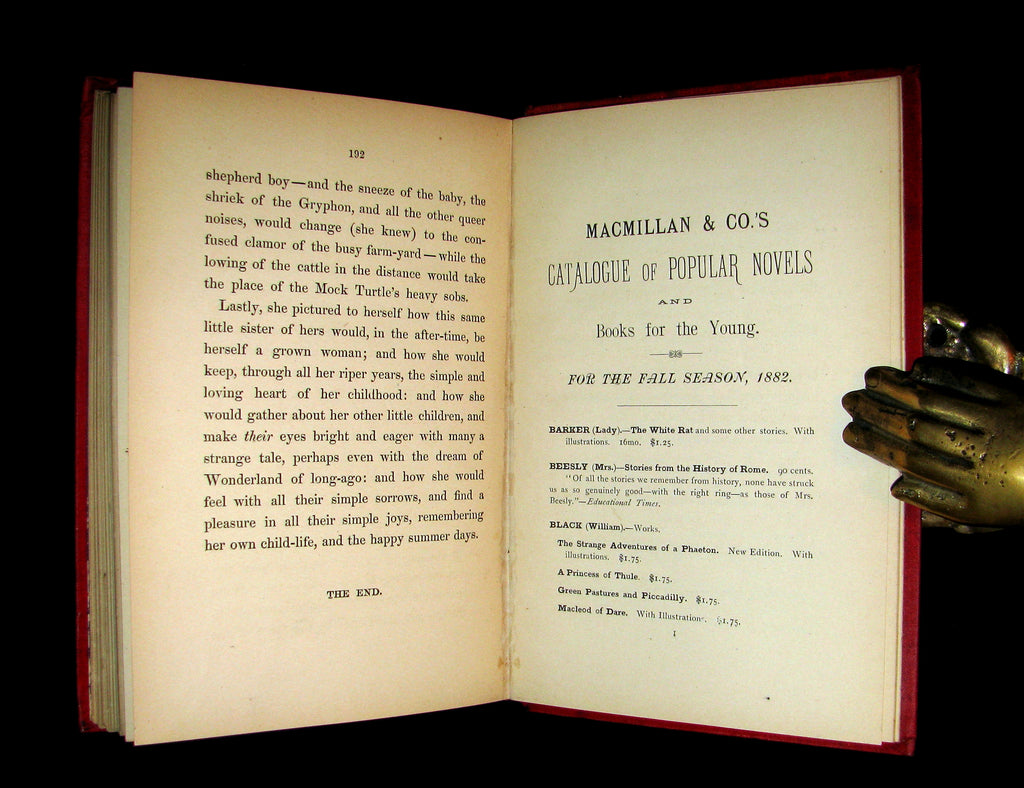 192
shepherd boy—and the sneeze of the baby, the
shriek of the Gryphon, and all the other queer
noises, would change (she knew) to the con-
fused clamor of the busy farm-yard—while the
lowing of the cattle in the distance would take
the place of the Mock Turtle's heavy sobs.
Lastly, she pictured to herself how this same
little sister of hers would, in the after-time, be
herself a grown woman; and how she would
keep, through all her riper years, the simple and
loving heart of her childhood: and how she
would gather about her other little children, and
make their eyes bright and eager with many a
strange tale, perhaps even with the dream of
Wonderland of long-ago: and how she would
feel with all their simple sorrows, and find a
pleasure in all their simple joys, remembering
her own child-life, and the happy summer days.
THE END.
MACMILLAN & CO.'S
CATALOGUE OF POPULAR NOVELS
AND
Books for the Young.
FOR THE FALL SEASON, 1882.
BARKER (Lady).—The White Rat and some other stories. With
illustrations. 16mo. $1.25.
BEESLY (Mrs.)—Stories from the History of Rome. 90 cents.
"Of all the stories we remember from history, none have struck
us as so genuinely good—with the right ring—as those of Mrs.
Beesly."—Educational Times.
BLACK (William).—Works.
The Strange Adventures of a Phaeton. New Edition. With
illustrations. $1.75.
A Princess of Thule. $1.75.
Green Pastures and Piccadilly. $1.75.
Macleod of Dare. With Illustrations. $1.75.
1